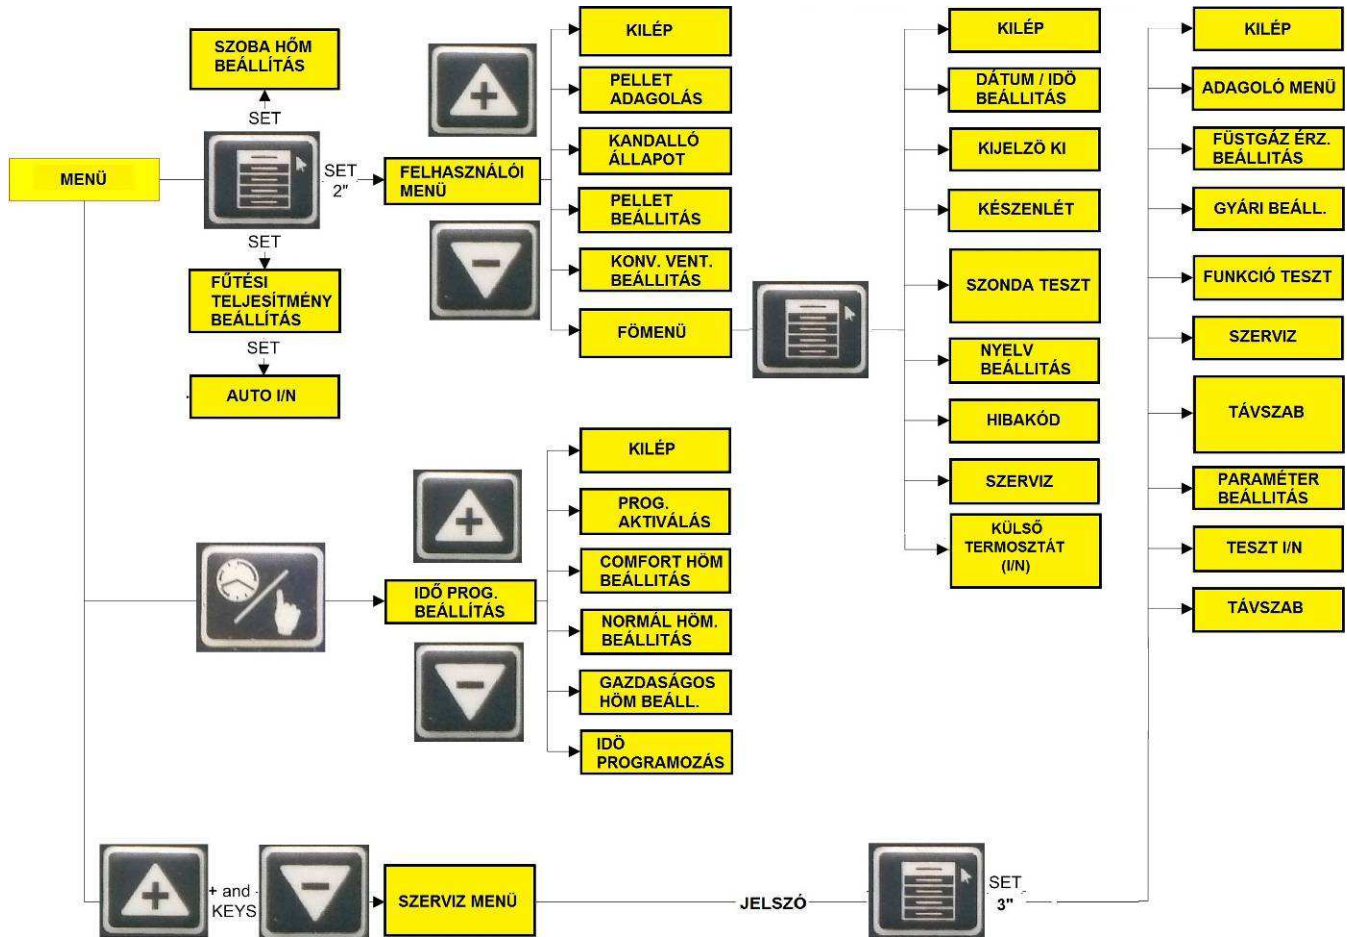 MENÜ
SZOBA HŐM
BEÁLLÍTÁS
SET
SET
2"
SET
FŰTÉSI
TELJESÍTMÉNY
BEÁLLÍTÁS
SET
AUTO I/N
+
−
FELHASZNÁLÓI
MENÜ
KILÉP
PELLET
ADAGOLÁS
KANDALLÓ
ÁLLAPOT
PELLET
BEÁLLITÁS
KONV. VENT.
BEÁLLITÁS
FÖMENÜ
KILÉP
DÁTUM / IDÖ
BEÁLLITÁS
KIJELZÖ KI
KÉSZENLÉT
SZONDA TESZT
NYELV
BEÁLLITÁS
HIBAKÓD
SZERVIZ
KÜLSŐ
TERMOSZTÁT
(I/N)
+
−
IDŐ PROG.
BEÁLLÍTÁS
KILÉP
PROG.
AKTIVÁLÁS
COMFORT HÖM
BEÁLLITÁS
NORMÁL HÖM.
BEÁLLITÁS
GAZDASÁGOS
HÖM BEÁLL.
IDÖ
PROGRAMOZÁS
+
+ and -
KEYS
−
SZERVIZ MENÜ
JELSZÓ
SET
3"
KILÉP
ADAGOLÓ MENÜ
FÜSTGÁZ ÉRZ.
BEÁLLITÁS
GYÁRI BEÁLL.
FUNKCIÓ TESZT
SZERVIZ
TÁVSZAB
PARAMÉTER
BEÁLLITÁS
TESZT I/N
TÁVSZAB